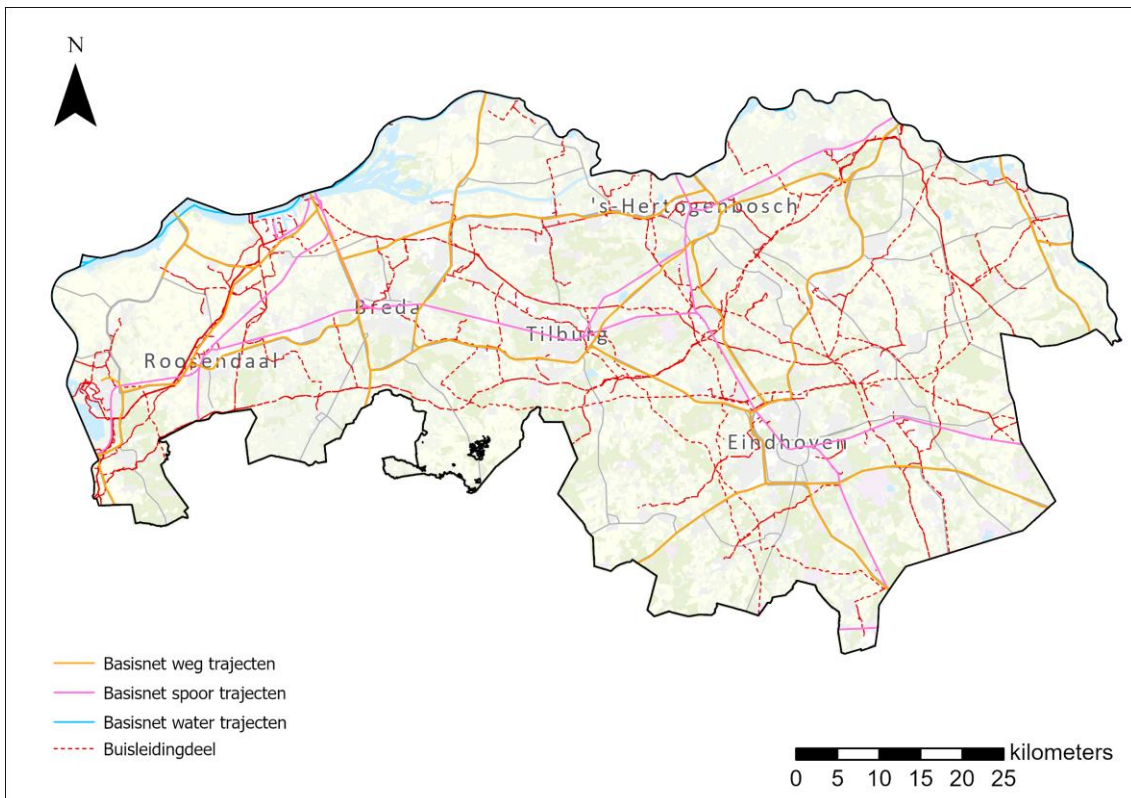 N
's-Hertogenbosch
Breda
Tilburg
Roosendaal
Eindhoven
Basisnet weg trajecten
Basisnet spoor trajecten
Basisnet water trajecten
Buisleidingdeel
kilometers
0 5 10 15 20 25